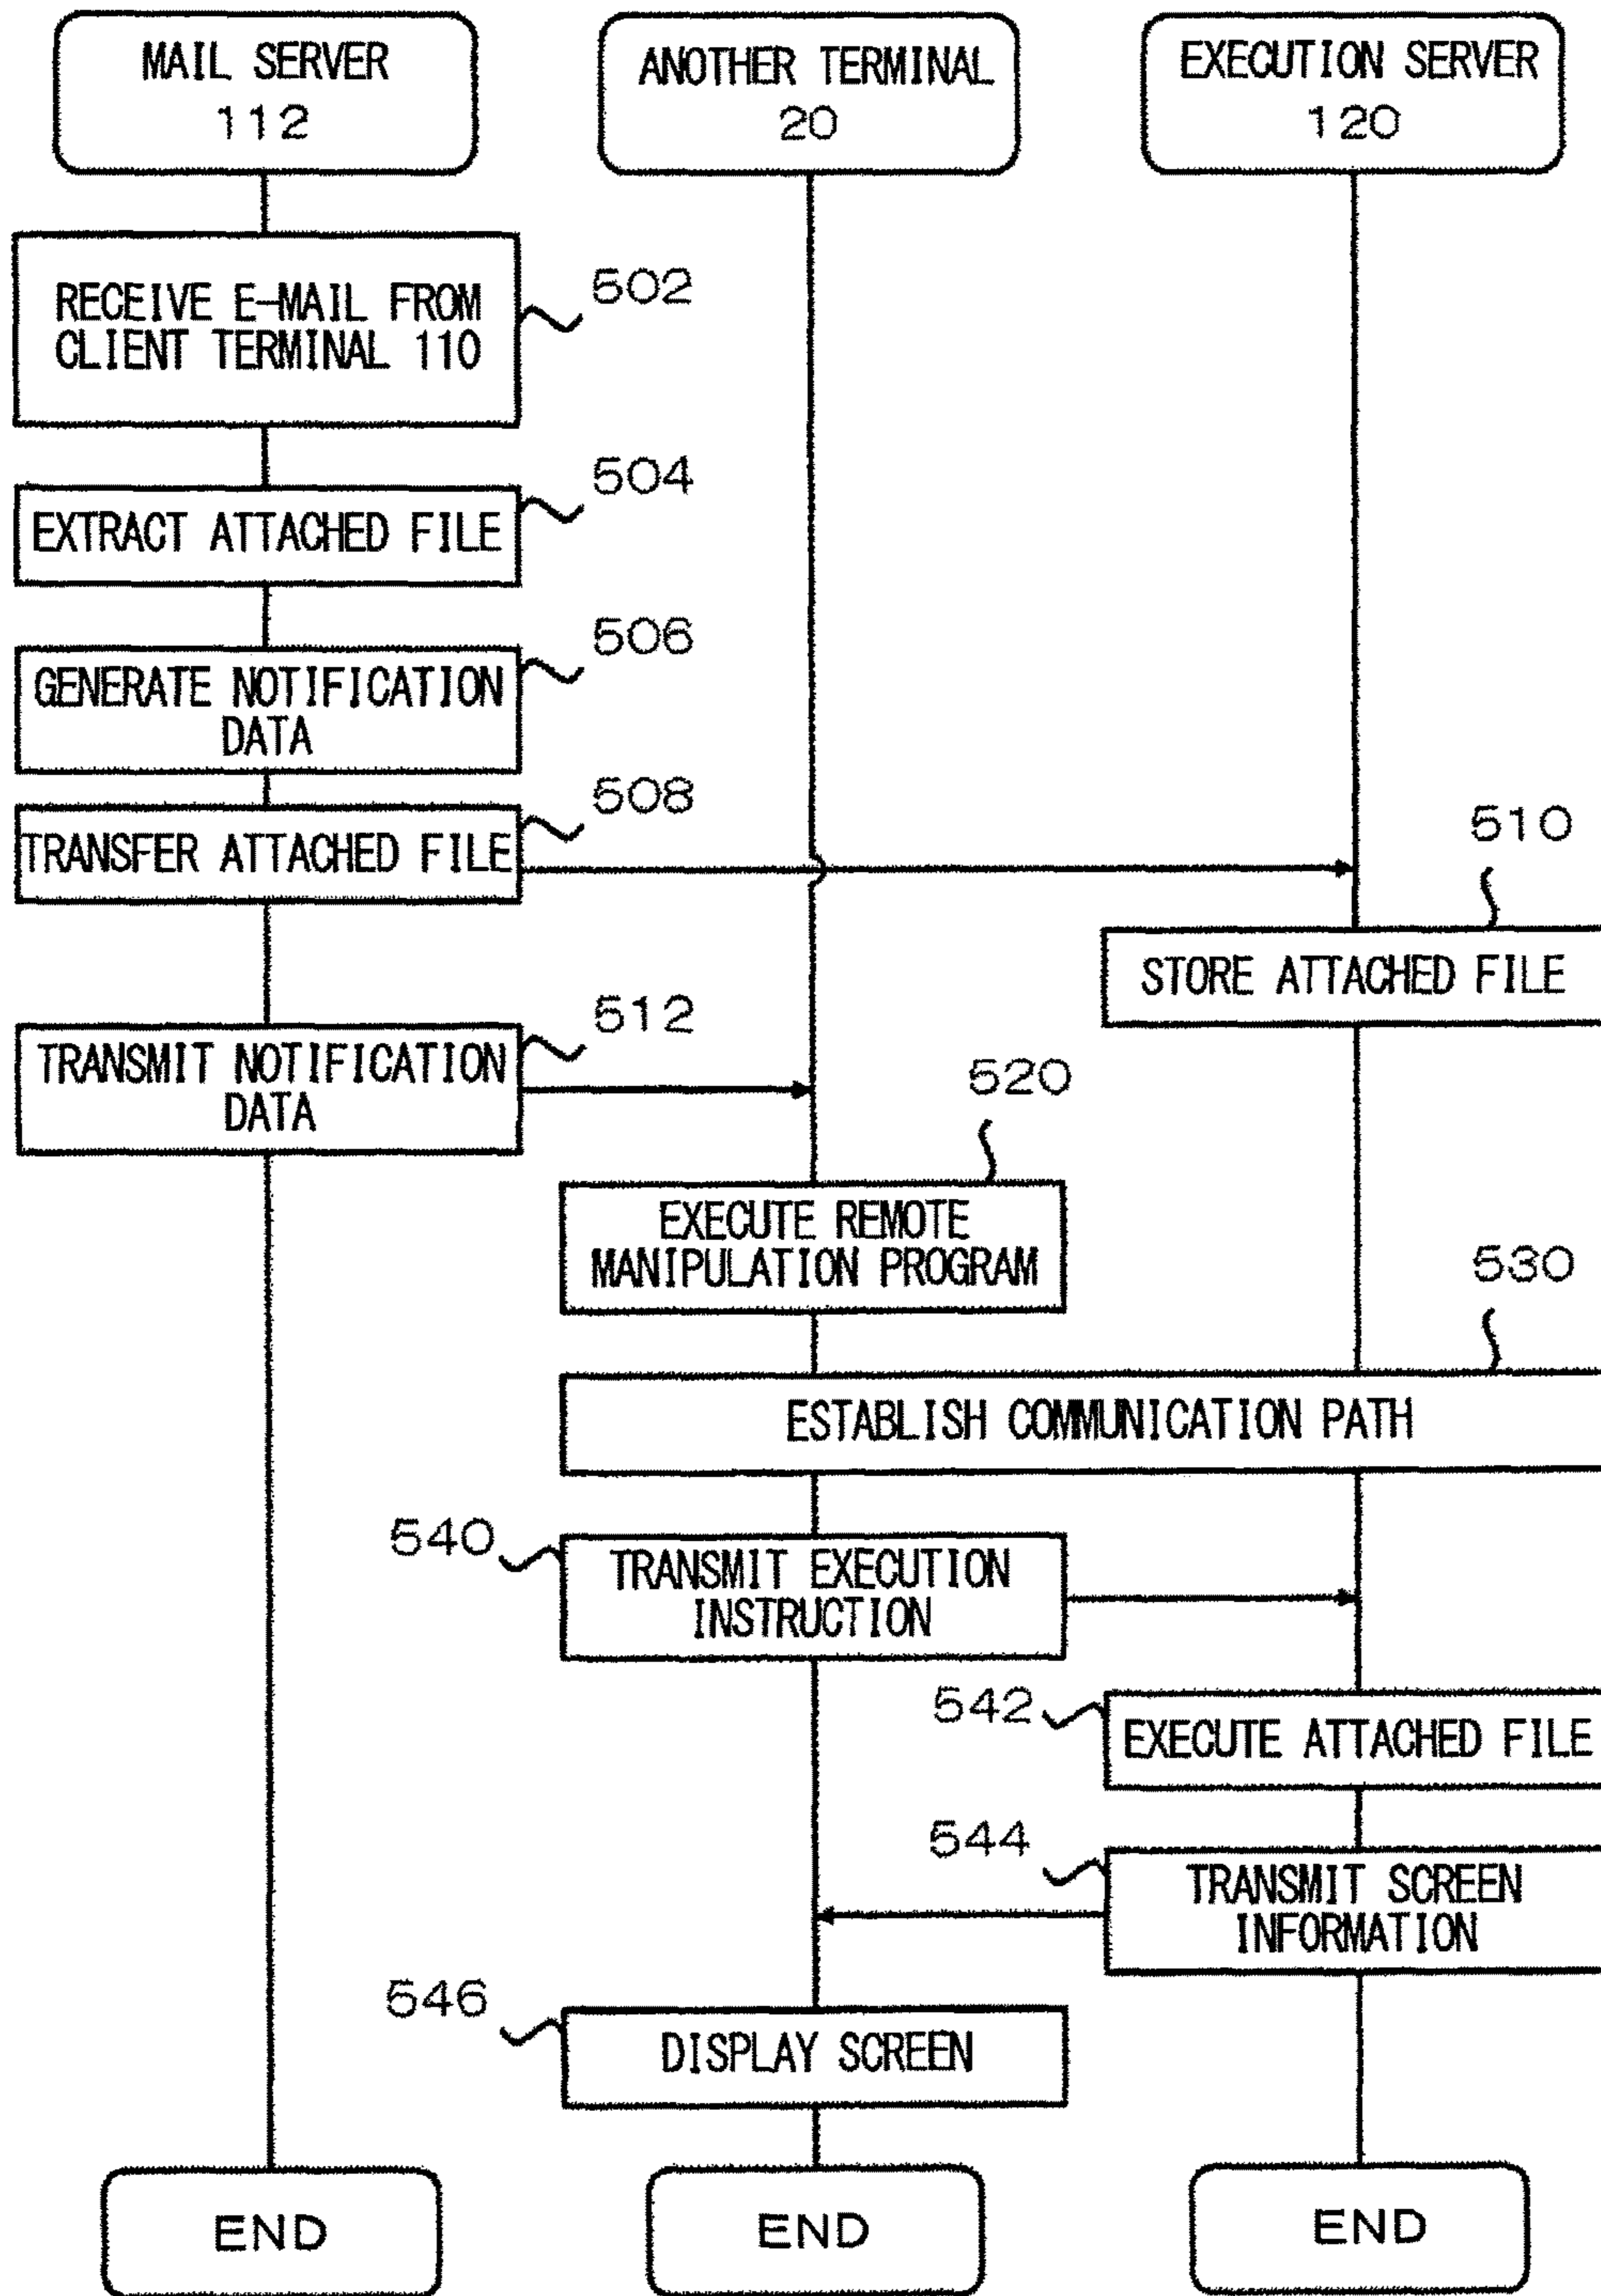 MAIL SERVER
112
ANOTHER TERMINAL
20
EXECUTION SERVER
120
RECEIVE E-MAIL FROM
CLIENT TERMINAL 110
502
EXTRACT ATTACHED FILE
504
GENERATE NOTIFICATION
DATA
506
TRANSFER ATTACHED FILE
508
510
STORE ATTACHED FILE
TRANSMIT NOTIFICATION
DATA
512
520
EXECUTE REMOTE
MANIPULATION PROGRAM
530
ESTABLISH COMMUNICATION PATH
540
TRANSMIT EXECUTION
INSTRUCTION
542
EXECUTE ATTACHED FILE
544
TRANSMIT SCREEN
INFORMATION
546
DISPLAY SCREEN
END
END
END